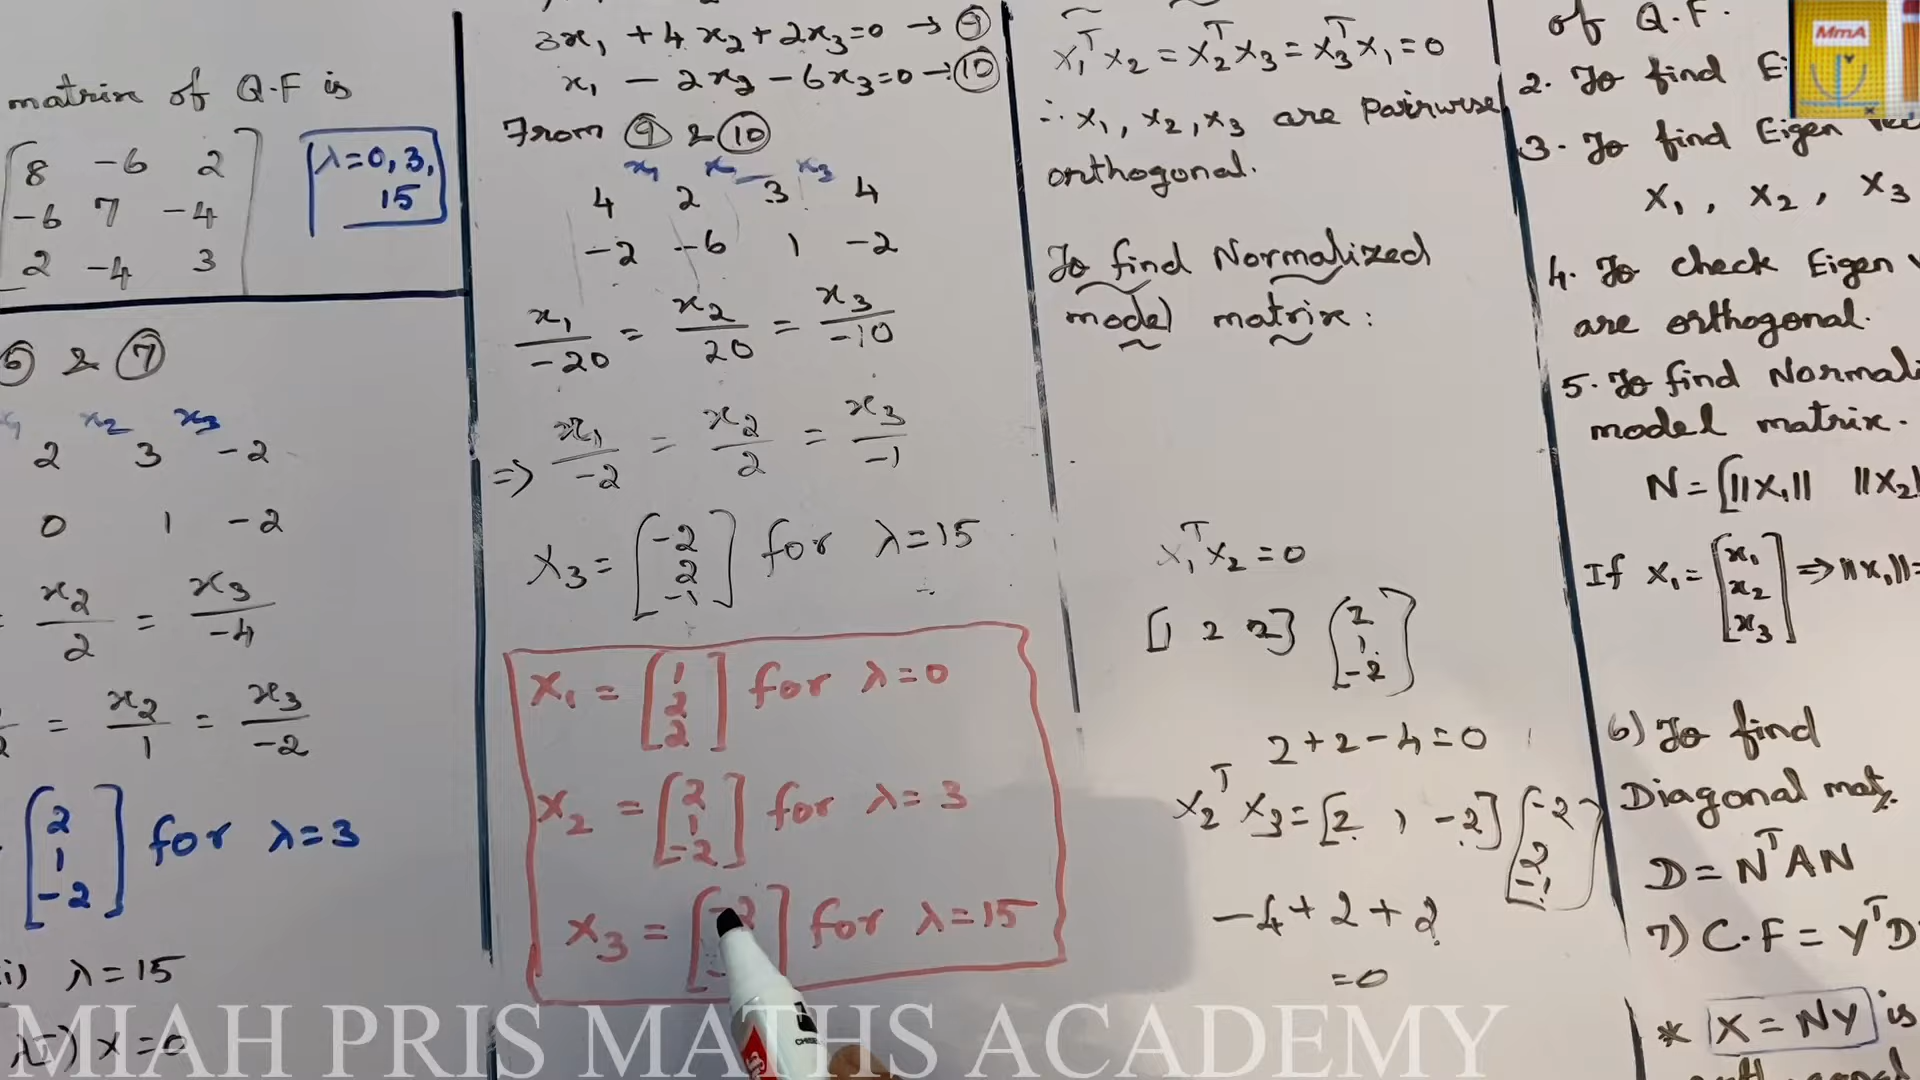 matrix of Q.F is
8 -6 2
-6 7 -4
2 -4 3
λ=0, 3,
15
& ⑦
x2 x3
2 3 -2
0 1 -2
x2/2 = x3/-4
= x2/1 = x3/-2
[2 1 -2] for λ=3
λ=15
) x=0
3x1 + 4x2 + 2x3=0 → ⑨
x1 - 2x2 - 6x3=0 → ⑩
From ⑨ & ⑩
x1 x3
4 2 3 4
-2 -6 1 -2
x1/-20 = x2/20 = x3/-10
=> x1/-2 = x2/2 = x3/-1
X3 = [-2 2 -1] for λ=15
X1 = [1 2 2] for λ=0
X2 = [2 1 -2] for λ=3
X3 = [ for λ=15
X1^T X2 = X2^T X3 = X3^T X1 = 0
∴ X1, X2, X3 are pairwise
orthogonal.
To find Normalized
model matrix:
X1^T X2 = 0
[1 2 2] [2 1 -2]
2+2-4=0
X2^T X3 = [2 1 -2] [-2 2 -1]
-4+2+2
=0
of Q.F.
MmA
2. To find
3. To find Eigen
X1, X2, X3
4. To check Eigen
are orthogonal.
5. To find
model matrix.
N = [||X1|| ||X2|
If X1 = [x1 x2 x3] => ||X1||=
6) To find
Diagonal mat.
D = N^T AN
7) C.F = Y^T D
* X = NY is
MIAH PRIS MATHS ACADEMY